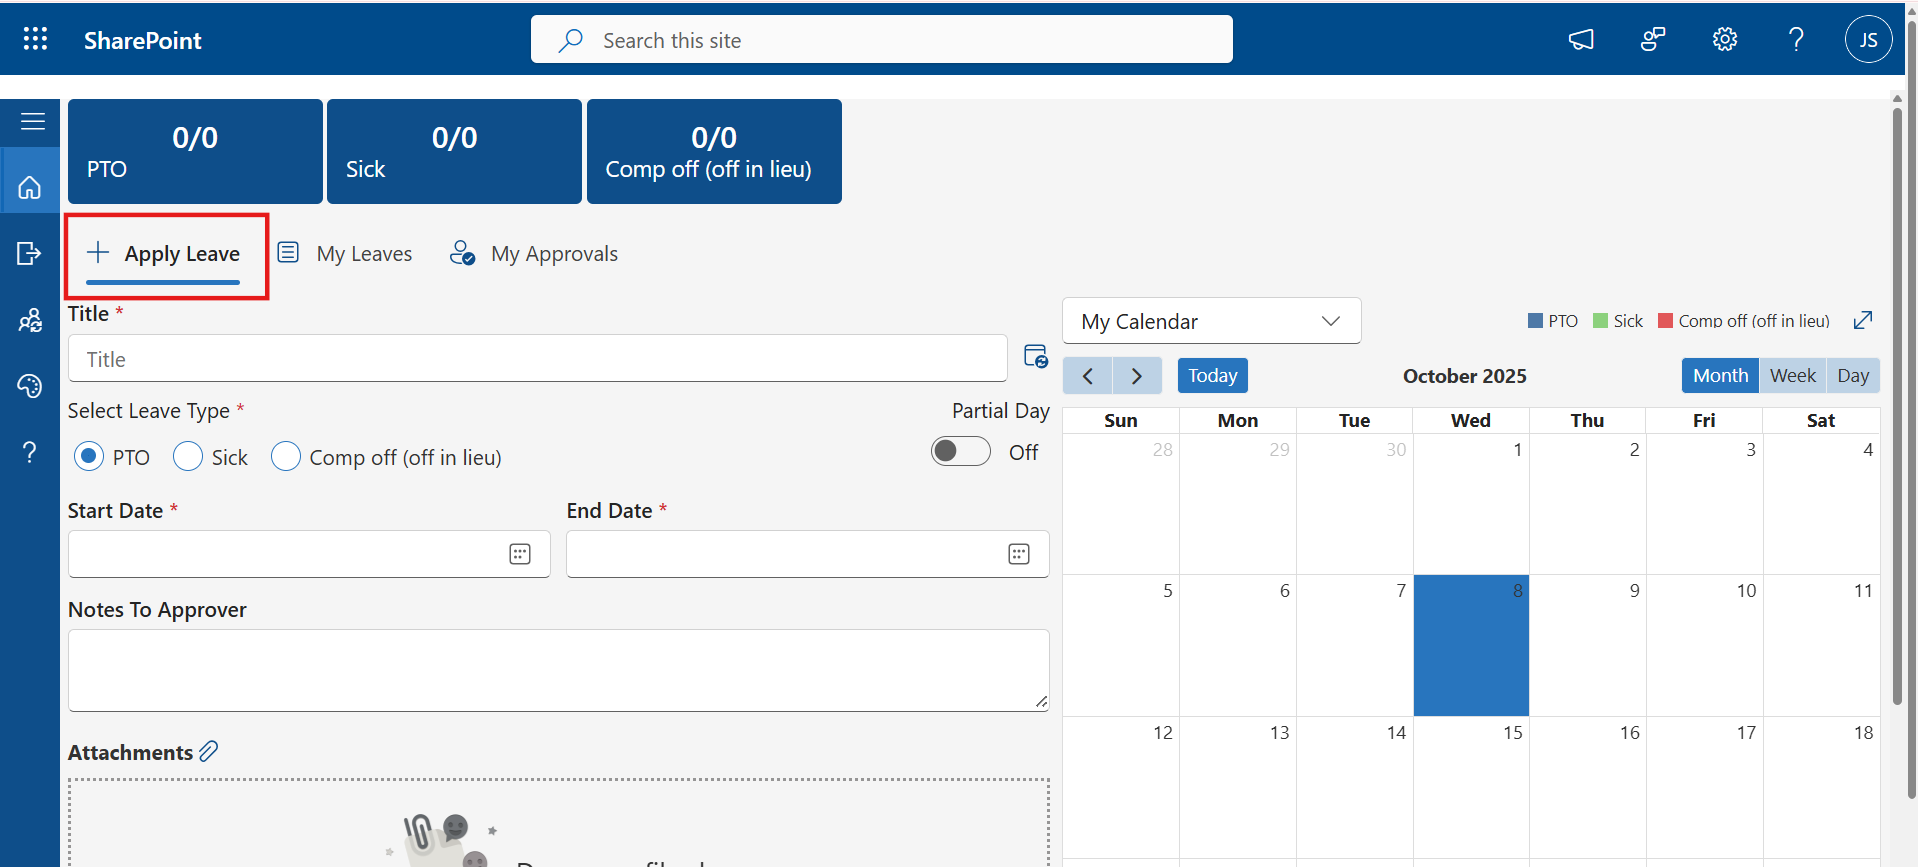 SharePoint
Search this site
JS
0/0
PTO
0/0
Sick
0/0
Comp off (off in lieu)
Apply Leave
My Leaves
My Approvals
Title *
Title
Select Leave Type *
Partial Day
PTO
Sick
Comp off (off in lieu)
Off
Start Date *
End Date *
Notes To Approver
Attachments
My Calendar
PTO
Sick
Comp off (off in lieu)
Today
October 2025
Month
Week
Day
Sun Mon Tue Wed Thu Fri Sat
28 29 30 1 2 3 4
5 6 7 8 9 10 11
12 13 14 15 16 17 18